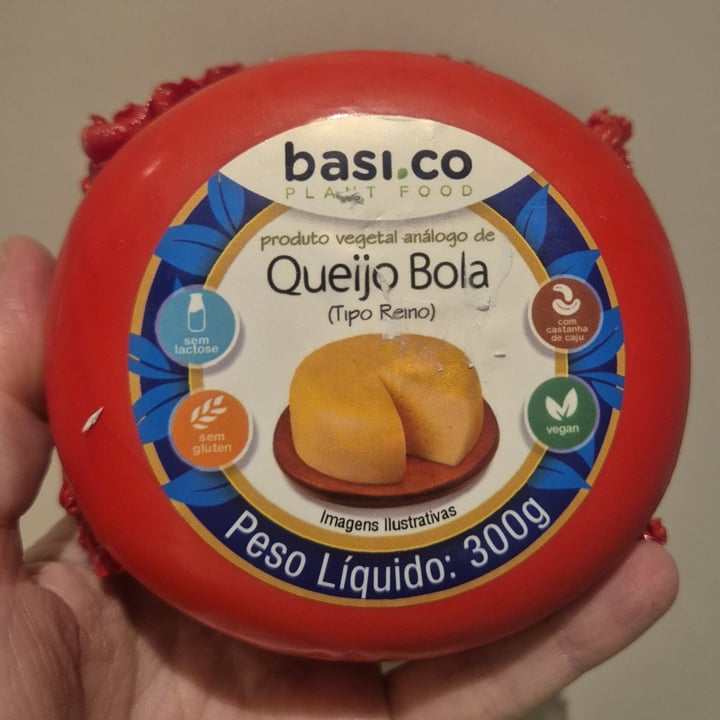 basi.co
PLANT FOOD
produto vegetal análogo de
Queijo Bola
(Tipo Reino)
sem
lactose
com
castanha
de caju
sem
glúten
vegan
Imagens Ilustrativas
Peso Líquido: 300g